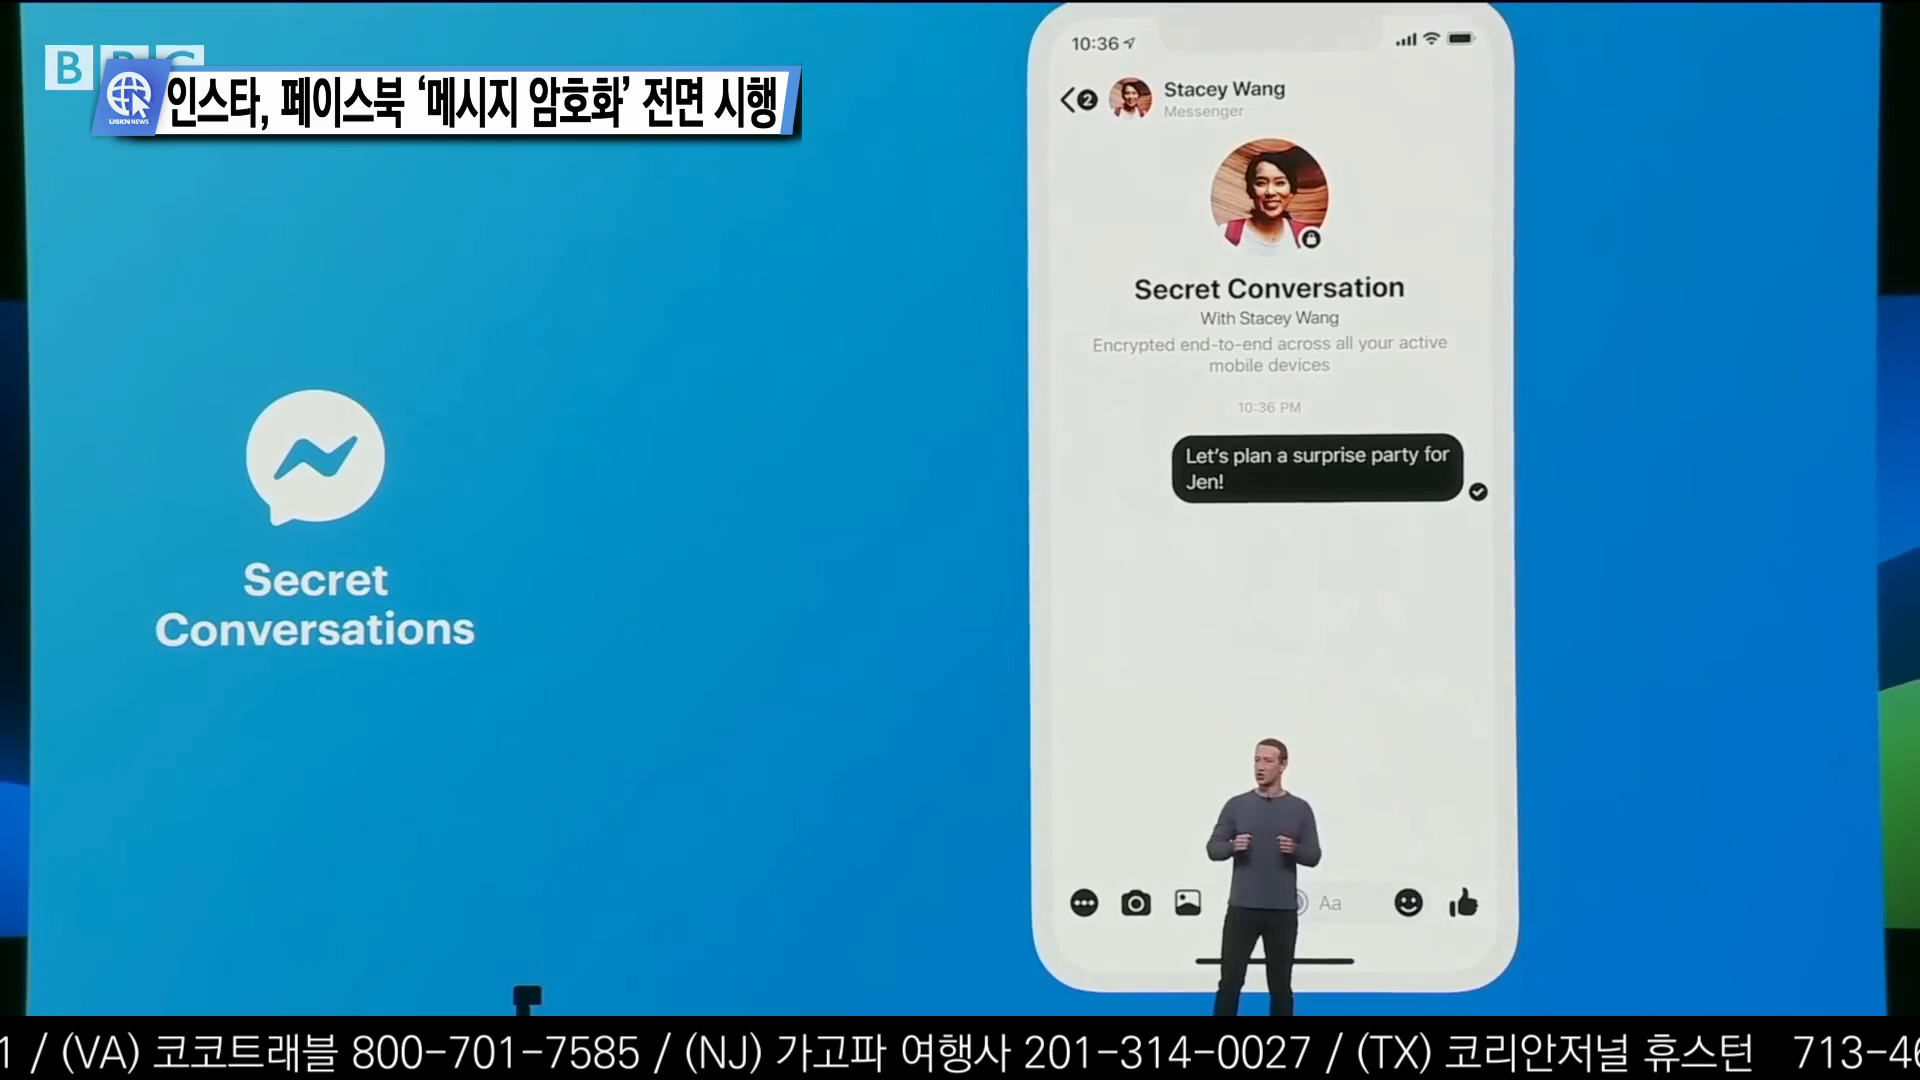 BBC
USKN NEWS
인스타, 페이스북 ‘메시지 암호화’ 전면 시행
10:36
2
Stacey Wang
Messenger
Secret Conversation
With Stacey Wang
Encrypted end-to-end across all your active
mobile devices
10:36 PM
Let's plan a surprise party for
Jen!
Secret
Conversations
Aa
1 / (VA) 코코트래블 800-701-7585 / (NJ) 가고파 여행사 201-314-0027 / (TX) 코리안저널 휴스턴 713-46